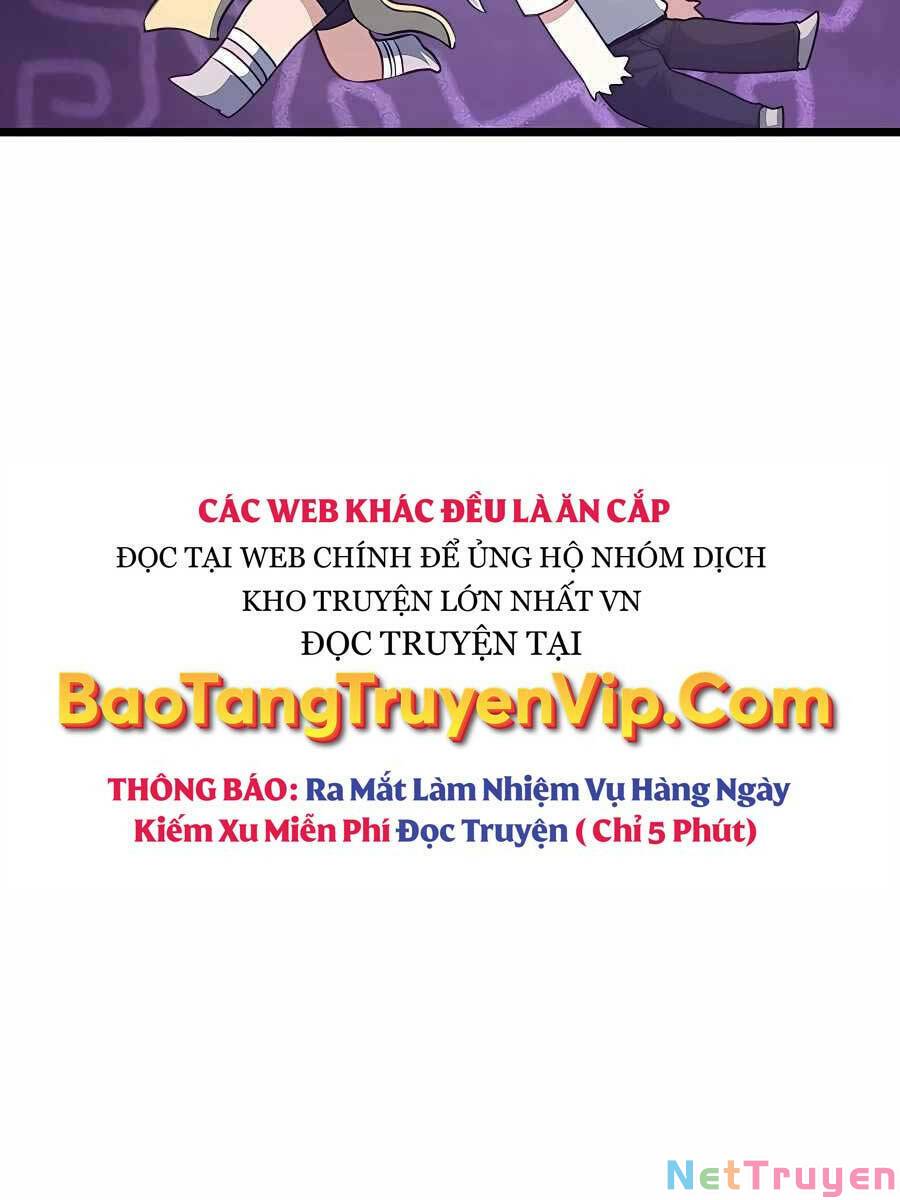 CÁC WEB KHÁC ĐỀU LÀ ĂN CẮP
ĐỌC TẠI WEB CHÍNH ĐỂ ỦNG HỘ NHÓM DỊCH
KHO TRUYỆN LỚN NHẤT VN
ĐỌC TRUYỆN TẠI
BaoTangTruyenVip.Com
THÔNG BÁO: Ra Mắt Làm Nhiệm Vụ Hàng Ngày
Kiếm Xu Miễn Phí Đọc Truyện ( Chỉ 5 Phút)
NetTruyen